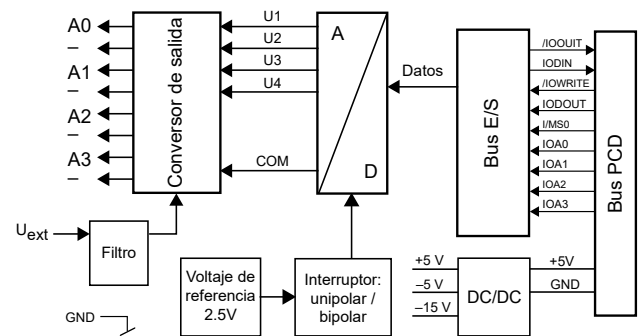 A0
–
A1
–
A2
–
A3
–
Conversor de salida
U1
U2
U3
U4
COM
A
D
Datos
Bus E/S
/IOOUIT
IODIN
/IOWRITE
IODOUT
I/MS0
IOA0
IOA1
IOA2
IOA3
Bus PCD
Uext
Filtro
Voltaje de
referencia
2.5V
Interruptor:
unipolar /
bipolar
+5 V
–5 V
–15 V
DC/DC
+5V
GND
GND